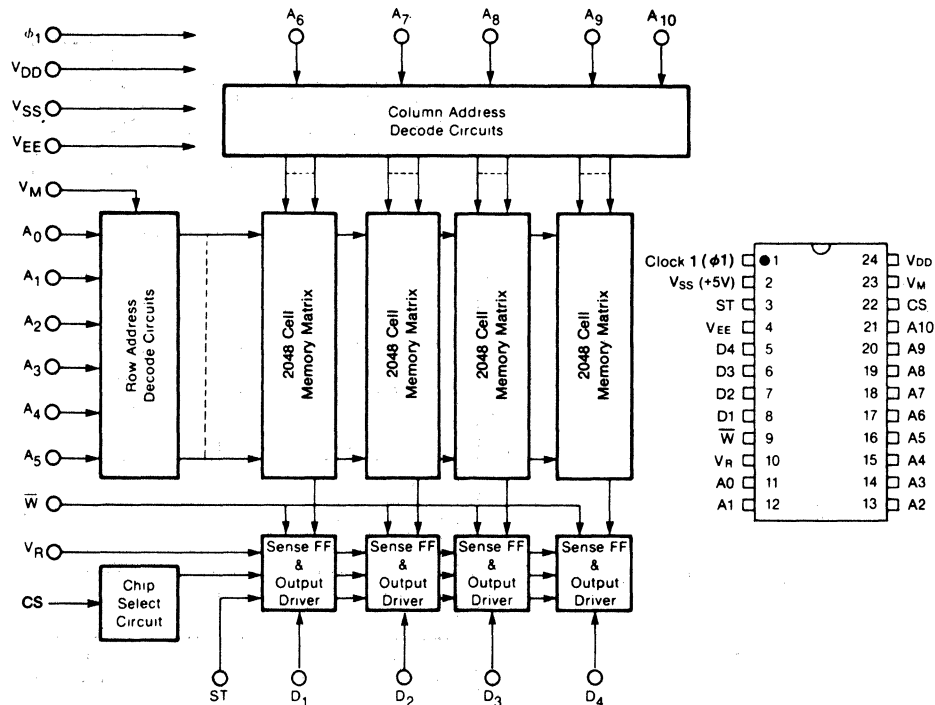 A6 A7 A8 A9 A10
ϕ1
VDD
VSS
VEE
Column Address
Decode Circuits
VM
A0
A1
A2
A3
A4
A5
Row Address
Decode Circuits
2048 Cell
Memory Matrix
2048 Cell
Memory Matrix
2048 Cell
Memory Matrix
2048 Cell
Memory Matrix
W̅
VR
CS
Chip
Select
Circuit
Sense FF
&
Output
Driver
Sense FF
&
Output
Driver
Sense FF
&
Output
Driver
Sense FF
&
Output
Driver
ST D1 D2 D3 D4
Clock 1 (ϕ1) 1 24 VDD
VSS (+5V) 2 23 VM
ST 3 22 CS
VEE 4 21 A10
D4 5 20 A9
D3 6 19 A8
D2 7 18 A7
D1 8 17 A6
W̅ 9 16 A5
VR 10 15 A4
A0 11 14 A3
A1 12 13 A2